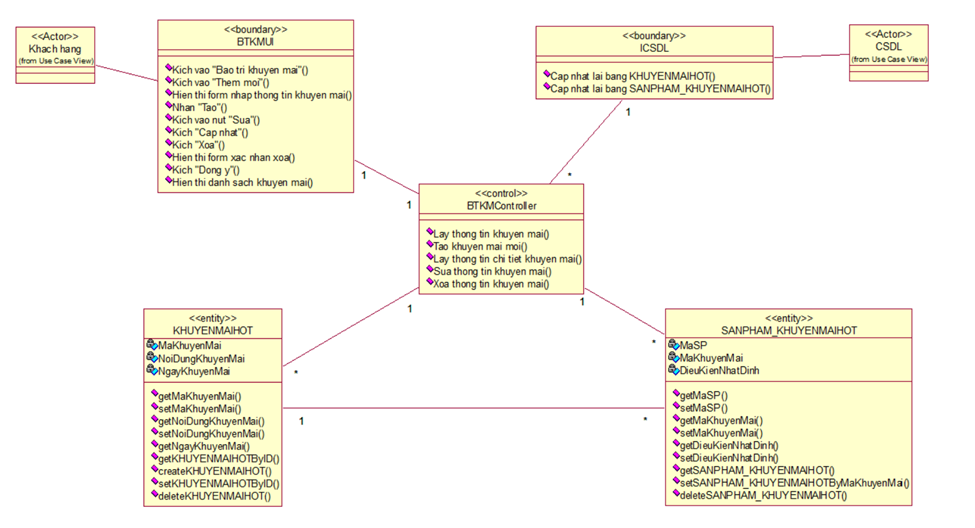 <<Actor>>
Khach hang
(from Use Case View)
<<boundary>>
BTKMUI
Kich vao "Bao tri khuyen mai"()
Kich vao "Them moi"()
Hien thi form nhap thong tin khuyen mai()
Nhan "Tao"()
Kich vao nut "Sua"()
Kich "Cap nhat"()
Kich "Xoa"()
Hien thi form xac nhan xoa()
Kich "Dong y"()
Hien thi danh sach khuyen mai()
<<boundary>>
ICSDL
Cap nhat lai bang KHUYENMAIHOT()
Cap nhat lai bang SANPHAM_KHUYENMAIHOT()
<<Actor>>
CSDL
(from Use Case View)
1
1
1
*
<<control>>
BTKMController
Lay thong tin khuyen mai()
Tao khuyen mai moi()
Lay thong tin chi tiet khuyen mai()
Sua thong tin khuyen mai()
Xoa thong tin khuyen mai()
1
*
1
*
<<entity>>
KHUYENMAIHOT
MaKhuyenMai
NoiDungKhuyenMai
NgayKhuyenMai
getMaKhuyenMai()
setMaKhuyenMai()
getNoiDungKhuyenMai()
setNoiDungKhuyenMai()
getNgayKhuyenMai()
getKHUYENMAIHOTByID()
createKHUYENMAIHOT()
setKHUYENMAIHOTByID()
deleteKHUYENMAIHOT()
1
*
<<entity>>
SANPHAM_KHUYENMAIHOT
MaSP
MaKhuyenMai
DieuKienNhatDinh
getMaSP()
setMaSP()
getMaKhuyenMai()
setMaKhuyenMai()
getDieuKienNhatDinh()
setDieuKienNhatDinh()
getSANPHAM_KHUYENMAIHOT()
setSANPHAM_KHUYENMAIHOTByMaKhuyenMai()
deleteSANPHAM_KHUYENMAIHOT()